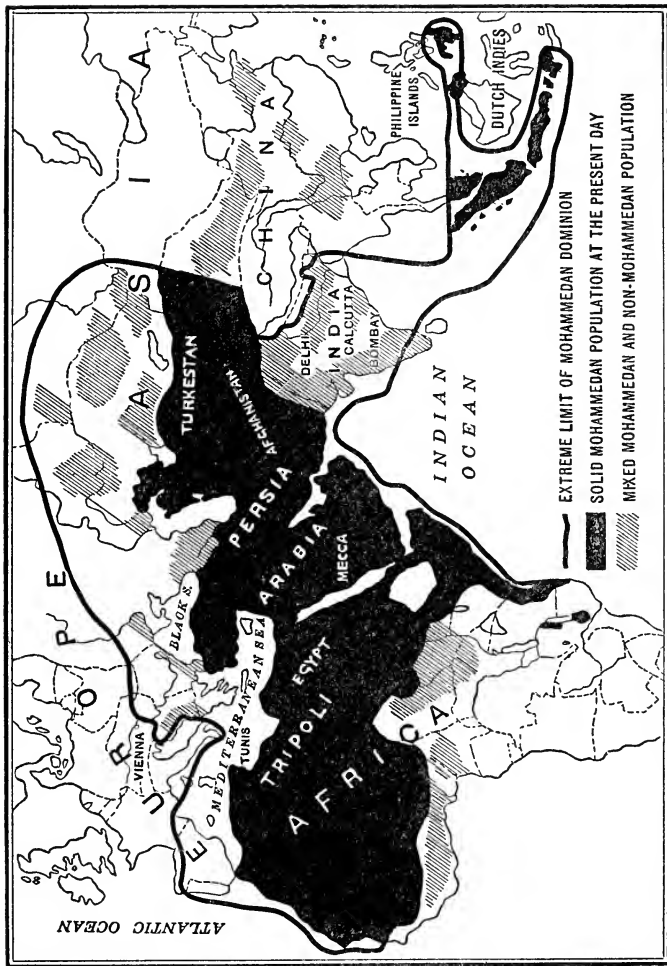 ATLANTIC OCEAN
EUROPE
VIENNA
BLACK S.
MEDITERRANEAN SEA
TUNIS
TRIPOLI
EGYPT
AFRICA
ARABIA
MECCA
PERSIA
TURKESTAN
AFGHANISTAN
ASIA
CHINA
DELHI
INDIA
CALCUTTA
BOMBAY
INDIAN
OCEAN
PHILIPPINE
ISLANDS
DUTCH INDIES
EXTREME LIMIT OF MOHAMMEDAN DOMINION
SOLID MOHAMMEDAN POPULATION AT THE PRESENT DAY
MIXED MOHAMMEDAN AND NON-MOHAMMEDAN POPULATION